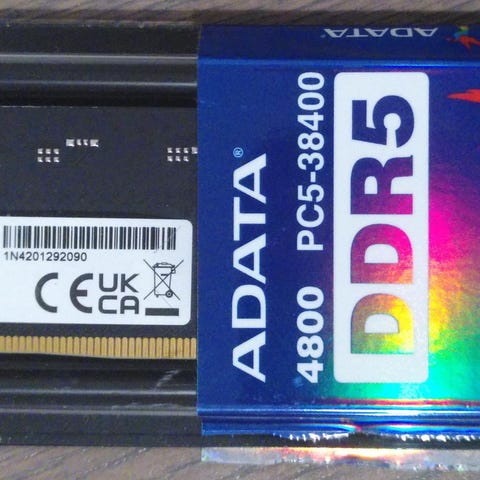 ADATA
ADATA®
4800 PC5-38400
DDR5
1N4201292090
CE UK
CA